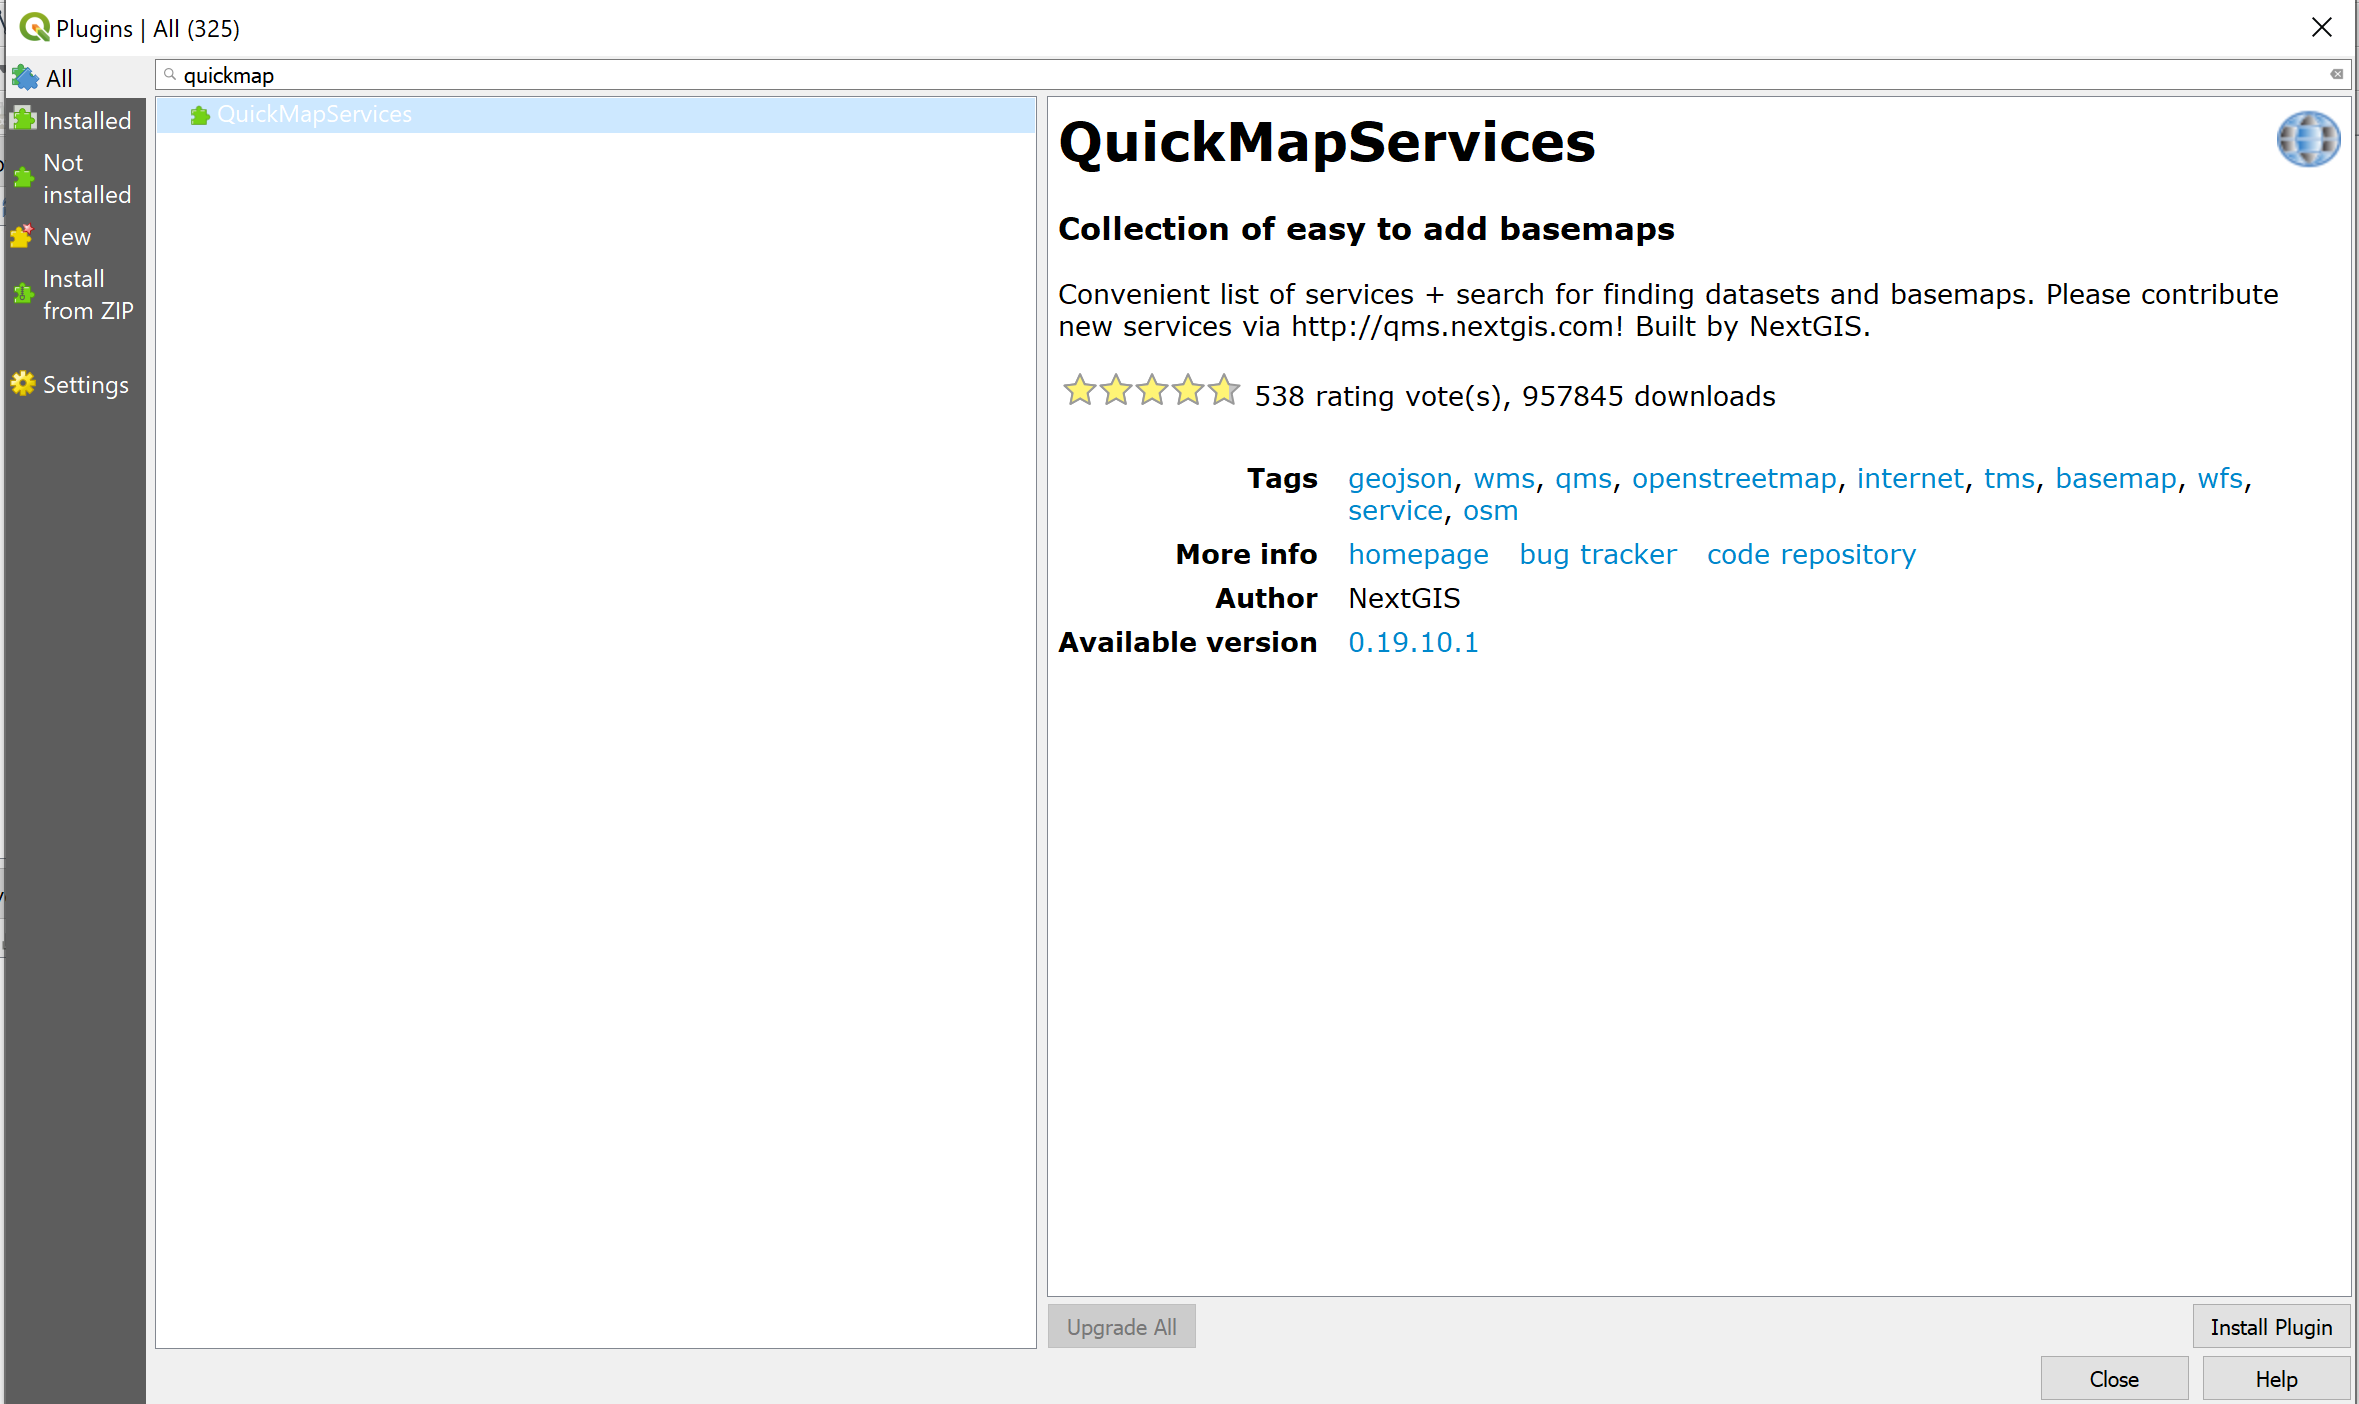 Plugins | All (325)
All
quickmap
Installed
Not
installed
New
Install
from ZIP
Settings
QuickMapServices
QuickMapServices
Collection of easy to add basemaps
Convenient list of services + search for finding datasets and basemaps. Please contribute
new services via http://qms.nextgis.com! Built by NextGIS.
538 rating vote(s), 957845 downloads
Tags geojson, wms, qms, openstreetmap, internet, tms, basemap, wfs,
service, osm
More info homepage bug tracker code repository
Author NextGIS
Available version 0.19.10.1
Upgrade All
Install Plugin
Close
Help